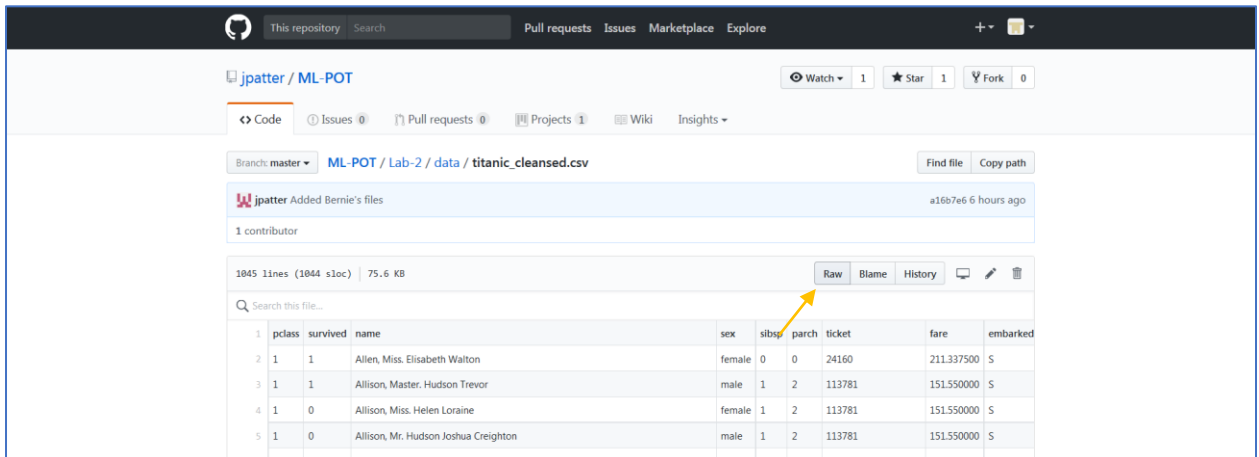 This repository Search Pull requests Issues Marketplace Explore +
jpatter / ML-POT Watch 1 Star 1 Fork 0
<> Code Issues 0 Pull requests 0 Projects 1 Wiki Insights
Branch: master ML-POT / Lab-2 / data / titanic_cleansed.csv Find file Copy path
jpatter Added Bernie's files a16b7e6 6 hours ago
1 contributor
1045 lines (1044 sloc) 75.6 KB Raw Blame History
Search this file...
1 pclass survived name sex sibsp parch ticket fare embarked
2 1 1 Allen, Miss. Elisabeth Walton female 0 0 24160 211.337500 S
3 1 1 Allison, Master. Hudson Trevor male 1 2 113781 151.550000 S
4 1 0 Allison, Miss. Helen Loraine female 1 2 113781 151.550000 S
5 1 0 Allison, Mr. Hudson Joshua Creighton male 1 2 113781 151.550000 S